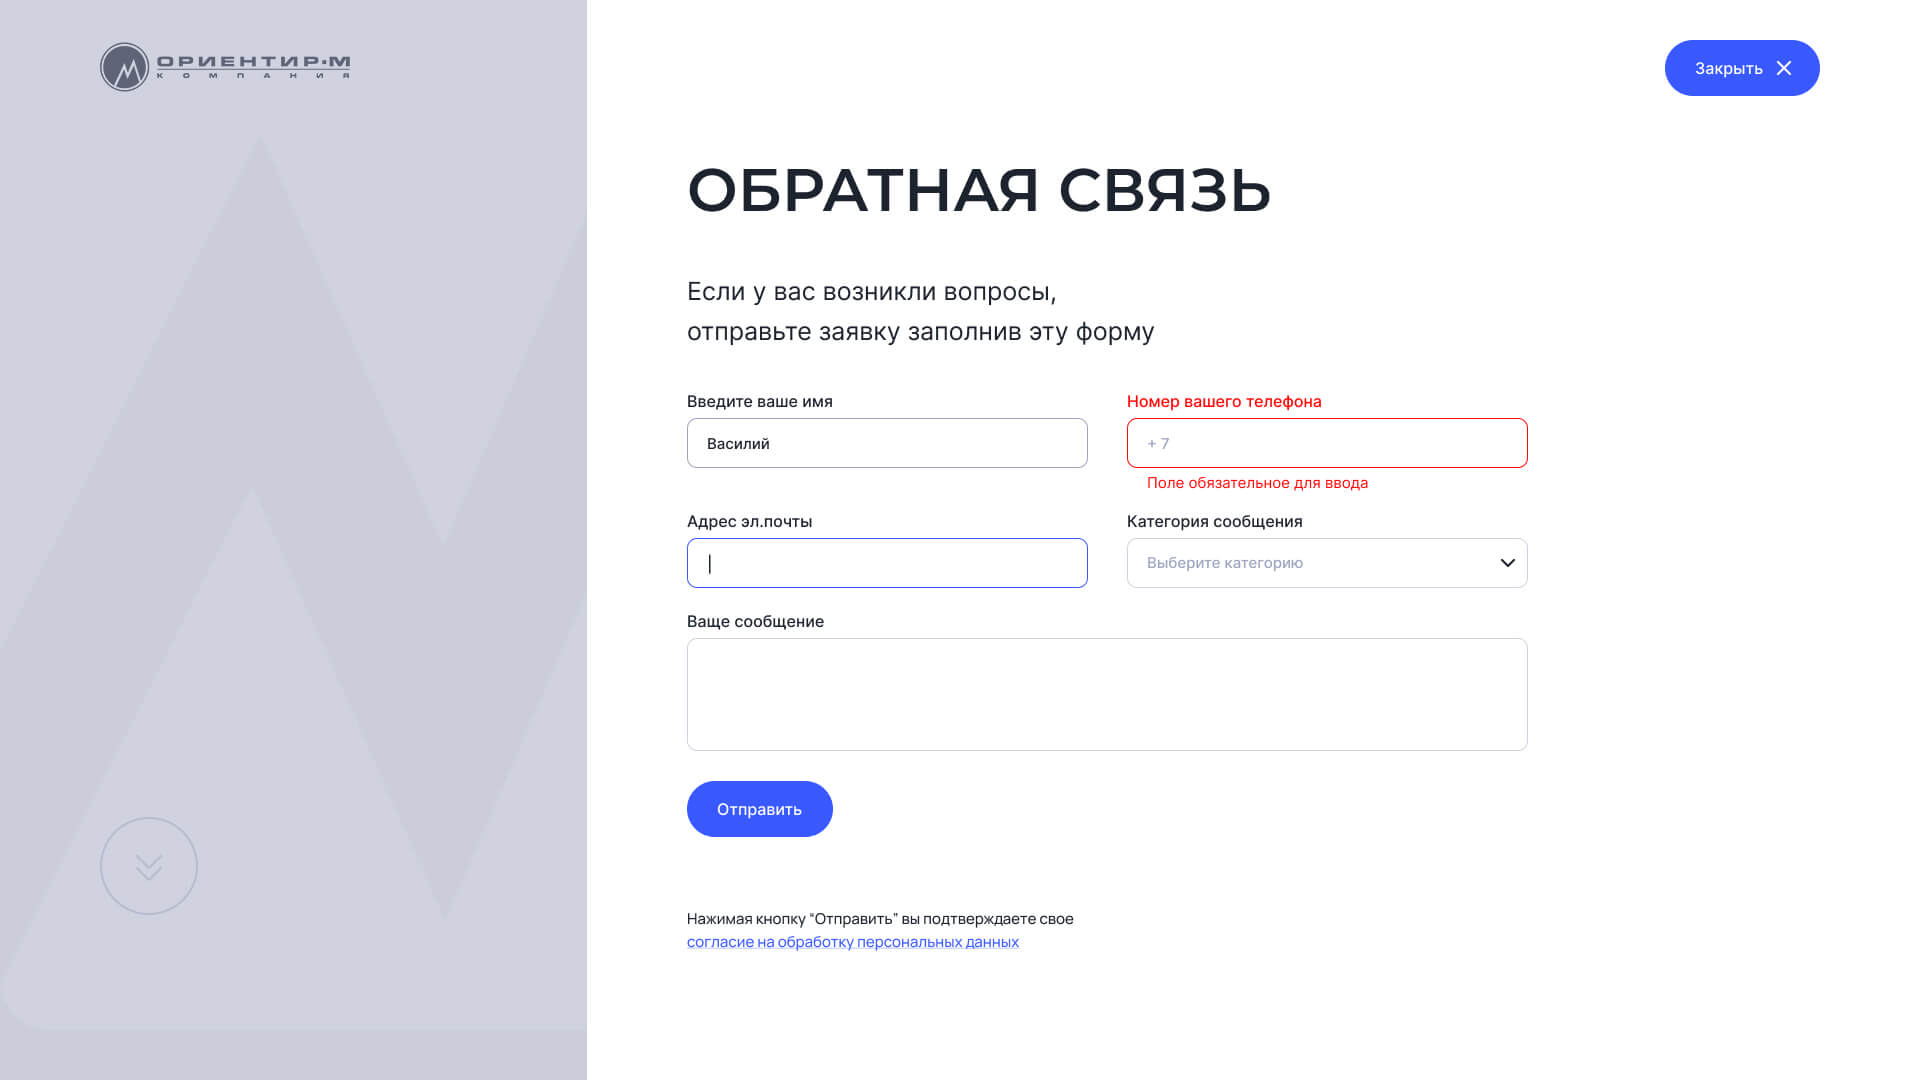 ОРИЕНТИР·М
КОМПАНИЯ
Закрыть
ОБРАТНАЯ СВЯЗЬ
Если у вас возникли вопросы,
отправьте заявку заполнив эту форму
Введите ваше имя
Василий
Номер вашего телефона
+ 7
Поле обязательное для ввода
Адрес эл.почты
Категория сообщения
Выберите категорию
Ваще сообщение
Отправить
Нажимая кнопку “Отправить” вы подтверждаете свое
согласие на обработку персональных данных